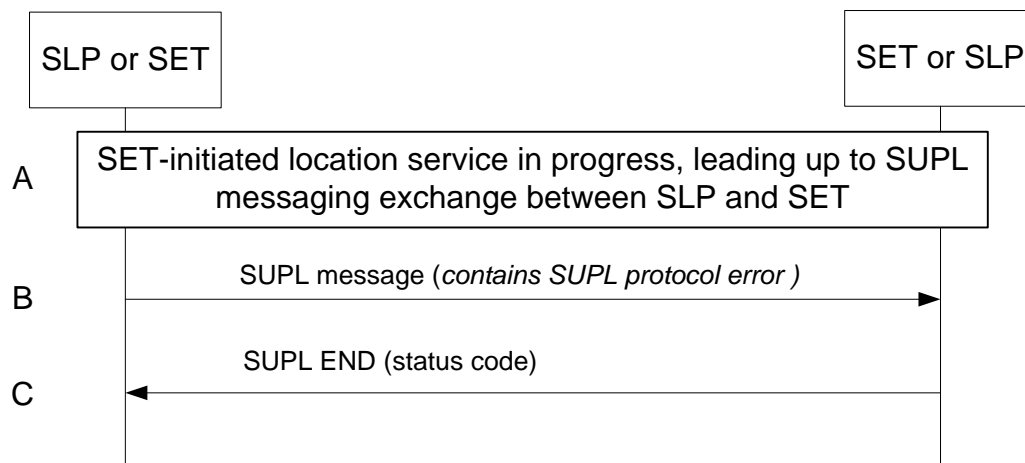 SLP or SET
SET or SLP
A
SET-initiated location service in progress, leading up to SUPL
messaging exchange between SLP and SET
B
SUPL message (contains SUPL protocol error )
C
SUPL END (status code)